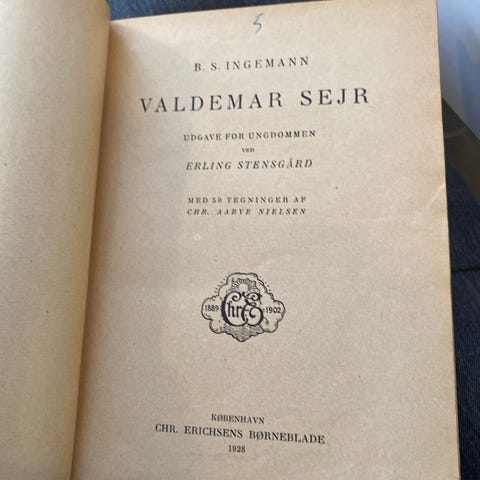 5
B. S. INGEMANN
VALDEMAR SEJR
UDGAVE FOR UNGDOMMEN
VED
ERLING STENSGÅRD
MED 50 TEGNINGER AF
CHR. AABYE NIELSEN
1889 Chr E 1902
KØBENHAVN
CHR. ERICHSENS BØRNEBLADE
1928